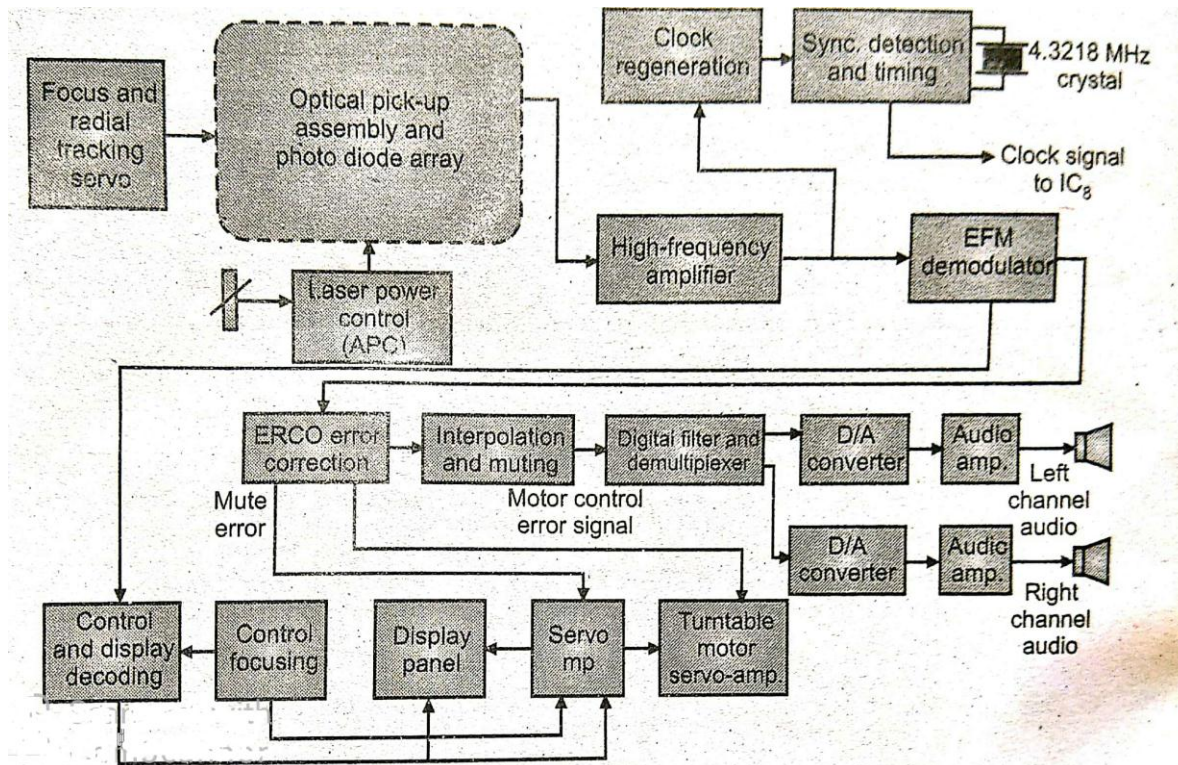 Focus and
radial
tracking
servo
Optical pick-up
assembly and
photo diode array
Clock
regeneration
Sync. detection
and timing
4.3218 MHz
crystal
Clock signal
to IC8
High-frequency
amplifier
EFM
demodulator
Laser power
control
(APC)
ERCO error
correction
Interpolation
and muting
Digital filter and
demultiplexer
D/A
converter
Audio
amp.
Left
channel
audio
Mute
error
Motor control
error signal
D/A
converter
Audio
amp.
Right
channel
audio
Control
and display
decoding
Control
focusing
Display
panel
Servo
mp
Turntable
motor
servo-amp.